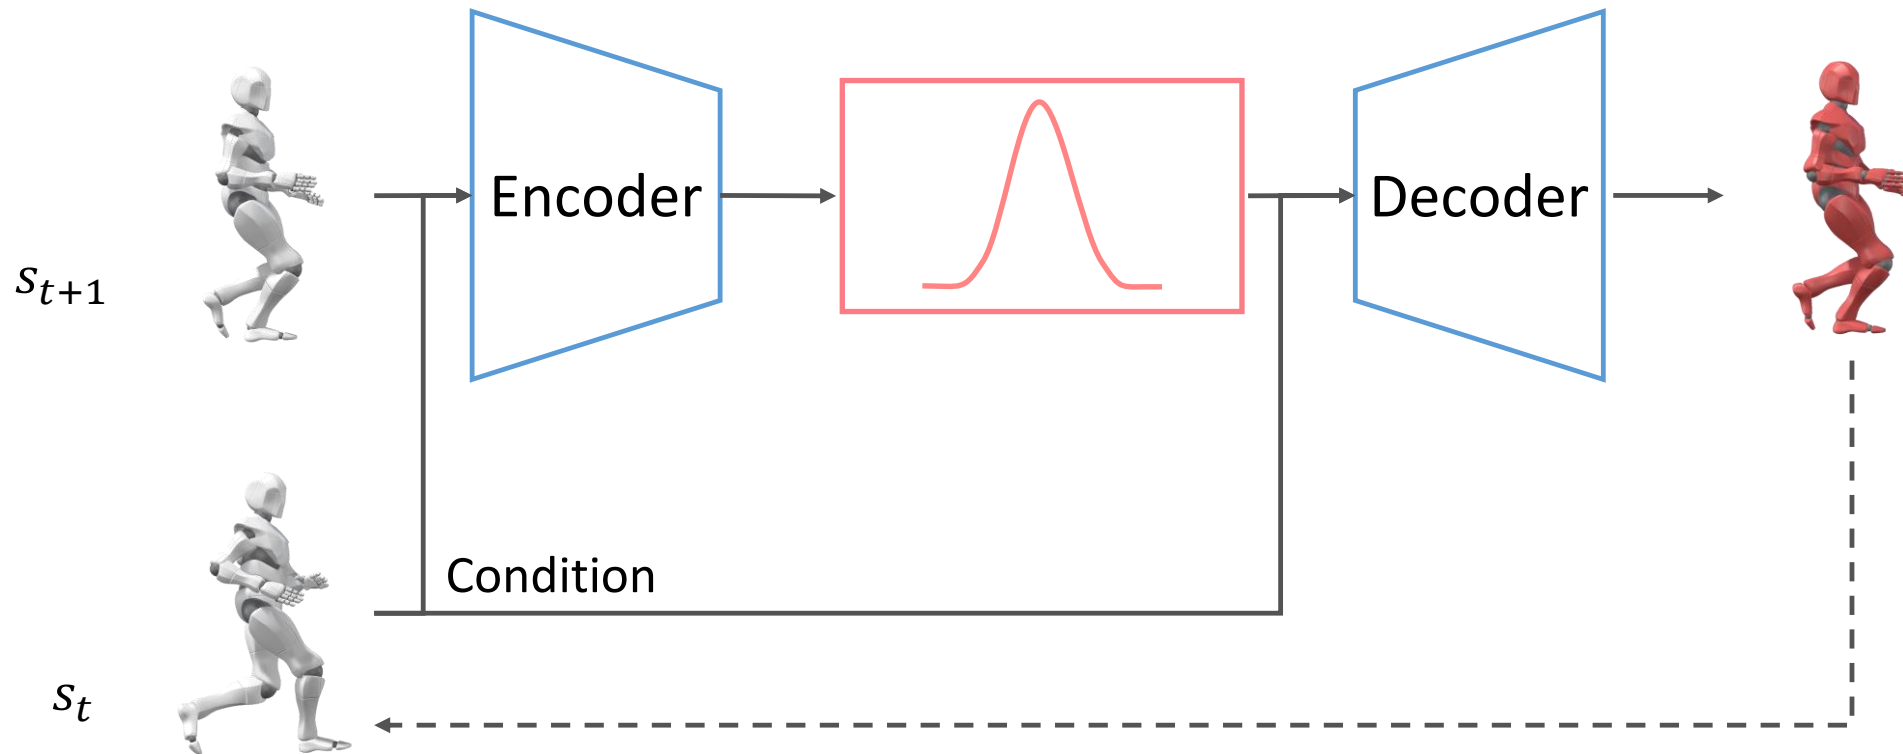 Encoder
Decoder
s_{t+1}
Condition
s_t